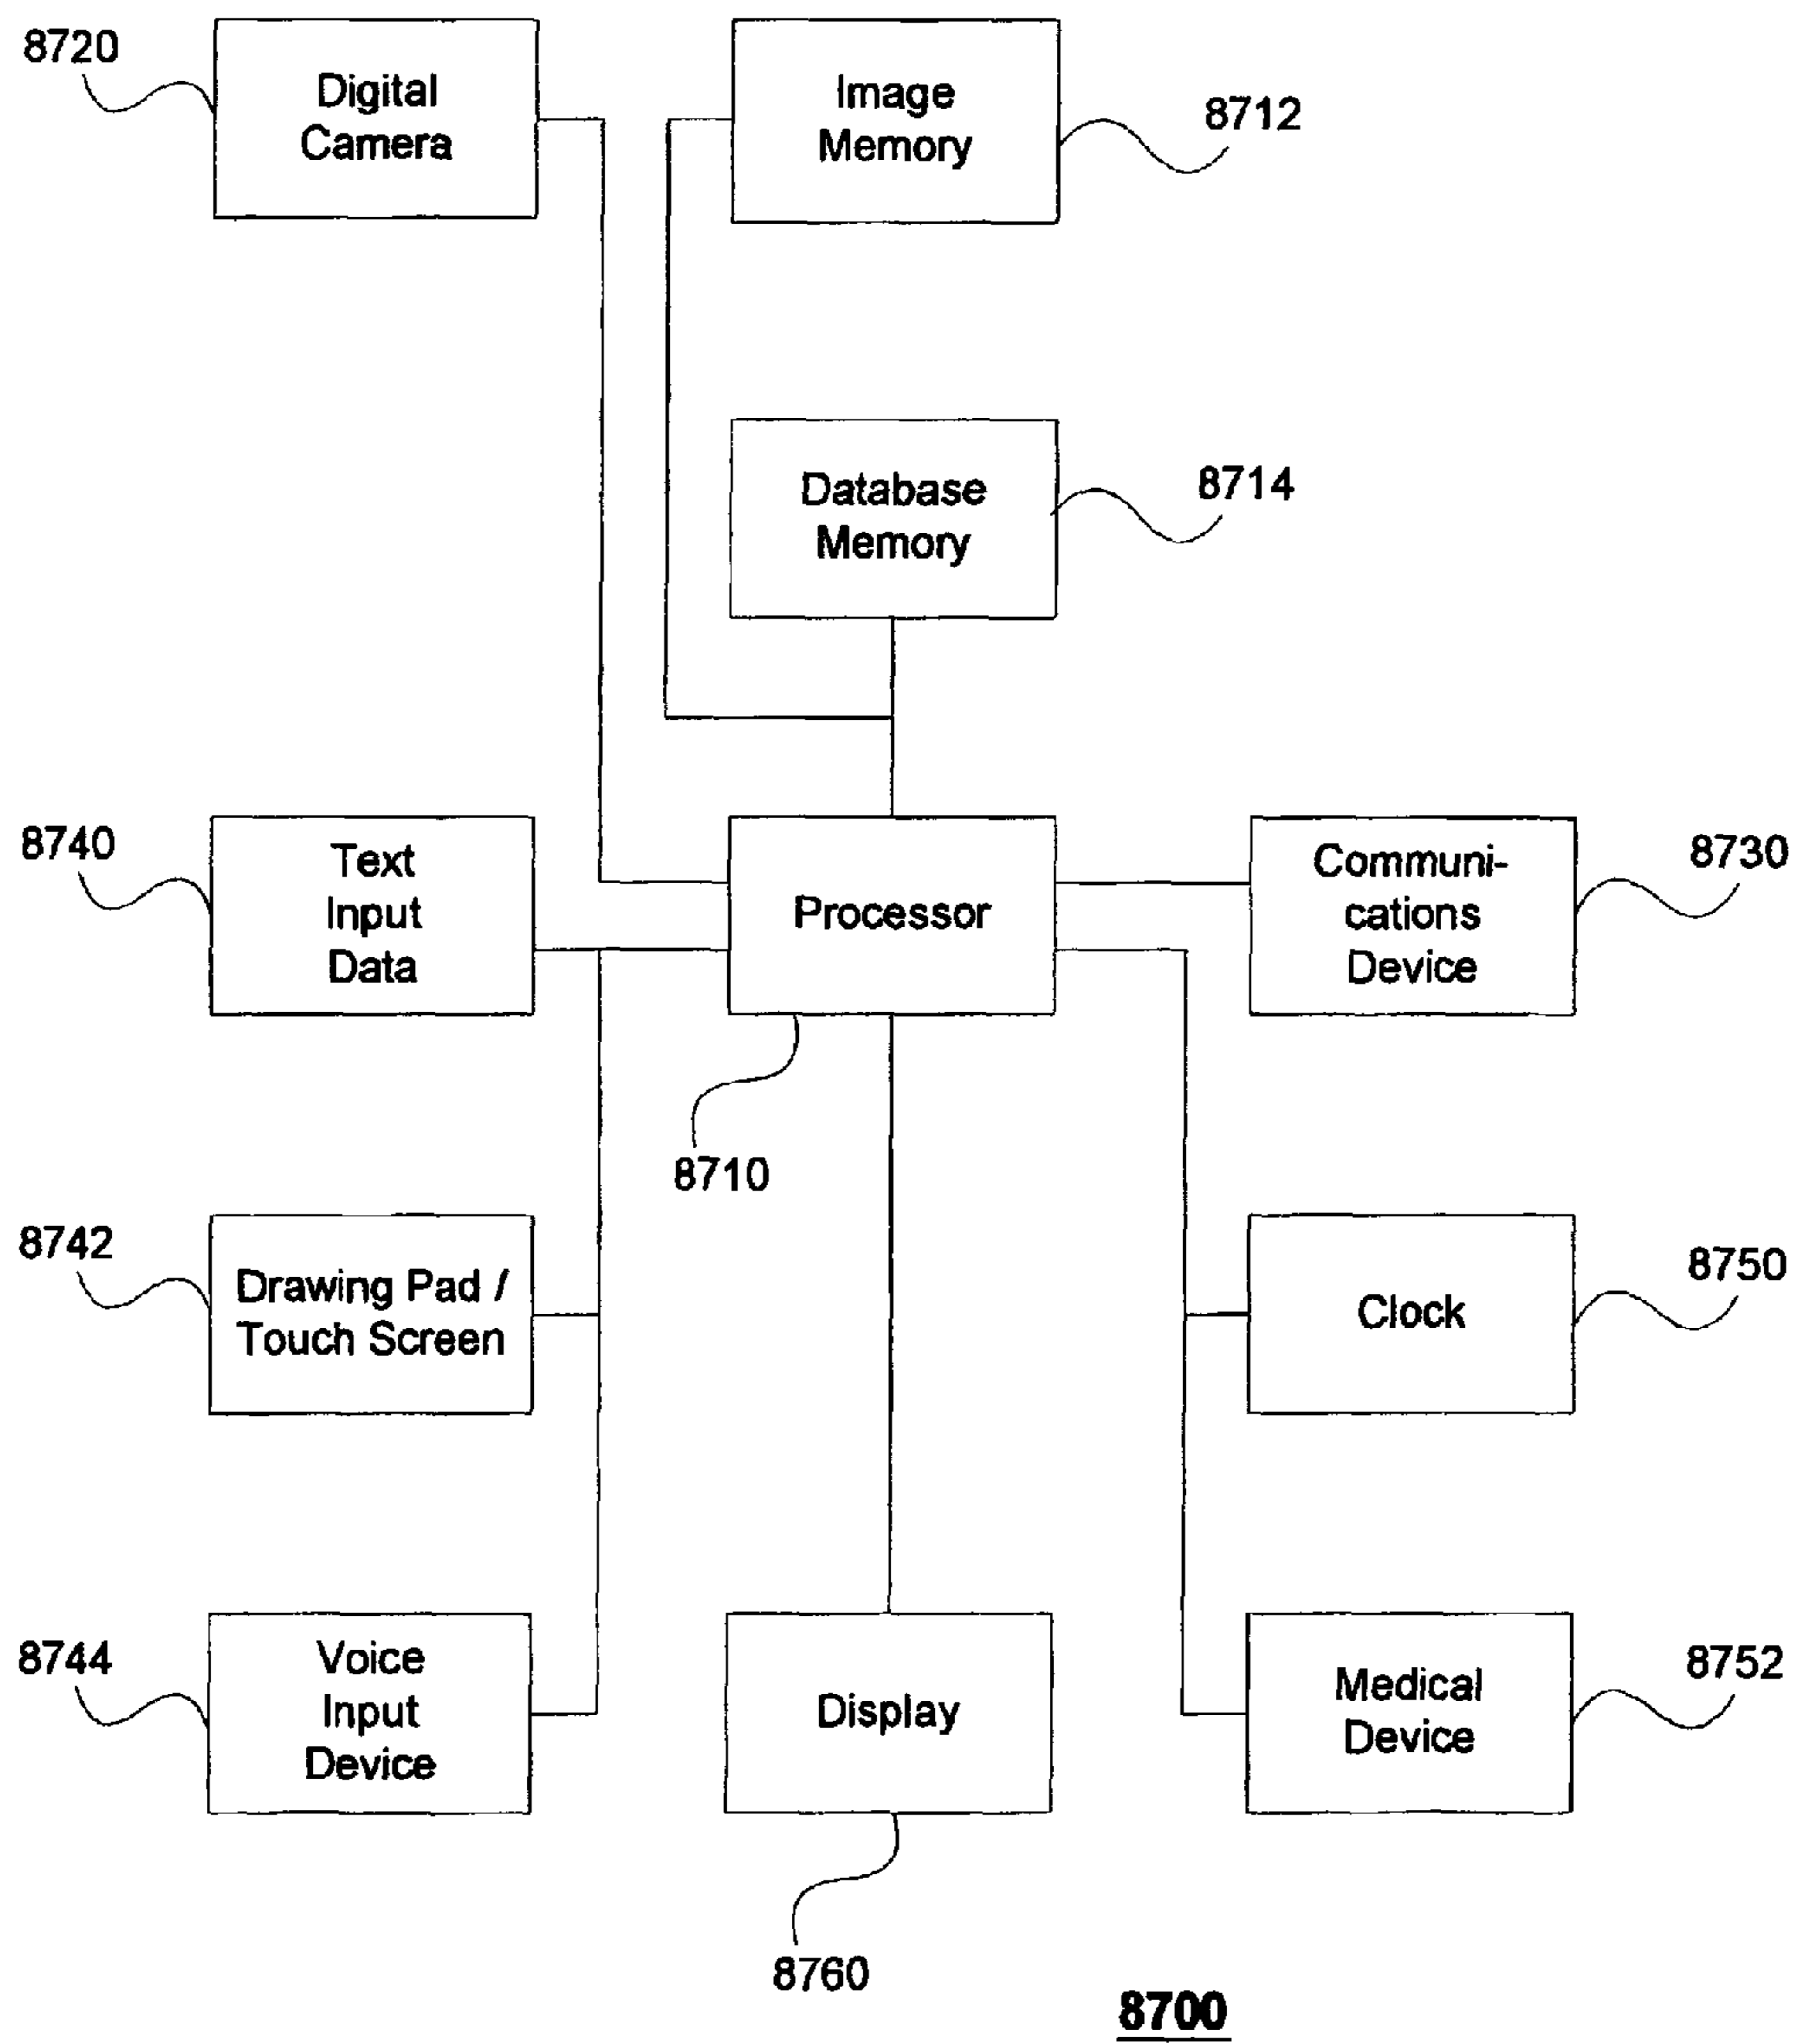 8720
Digital
Camera
Image
Memory
8712
Database
Memory
8714
8740
Text
Input
Data
Processor
8710
Communi-
cations
Device
8730
8742
Drawing Pad /
Touch Screen
Clock
8750
8744
Voice
Input
Device
Display
8760
Medical
Device
8752
8700